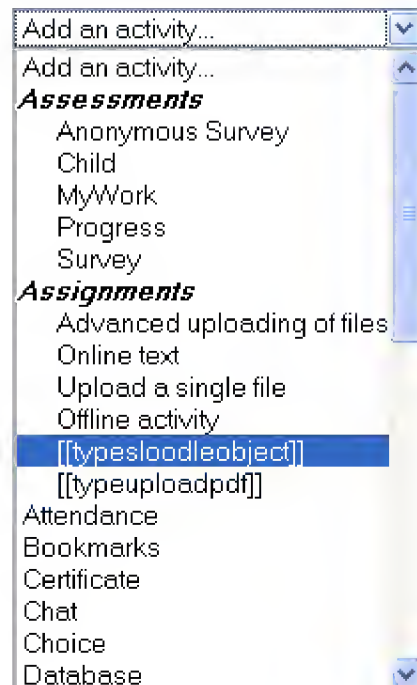 Add an activity...
Add an activity...
Assessments
Anonymous Survey
Child
MyWork
Progress
Survey
Assignments
Advanced uploading of files
Online text
Upload a single file
Offline activity
[[typesloodleobject]]
[[typeuploadpdf]]
Attendance
Bookmarks
Certificate
Chat
Choice
Database